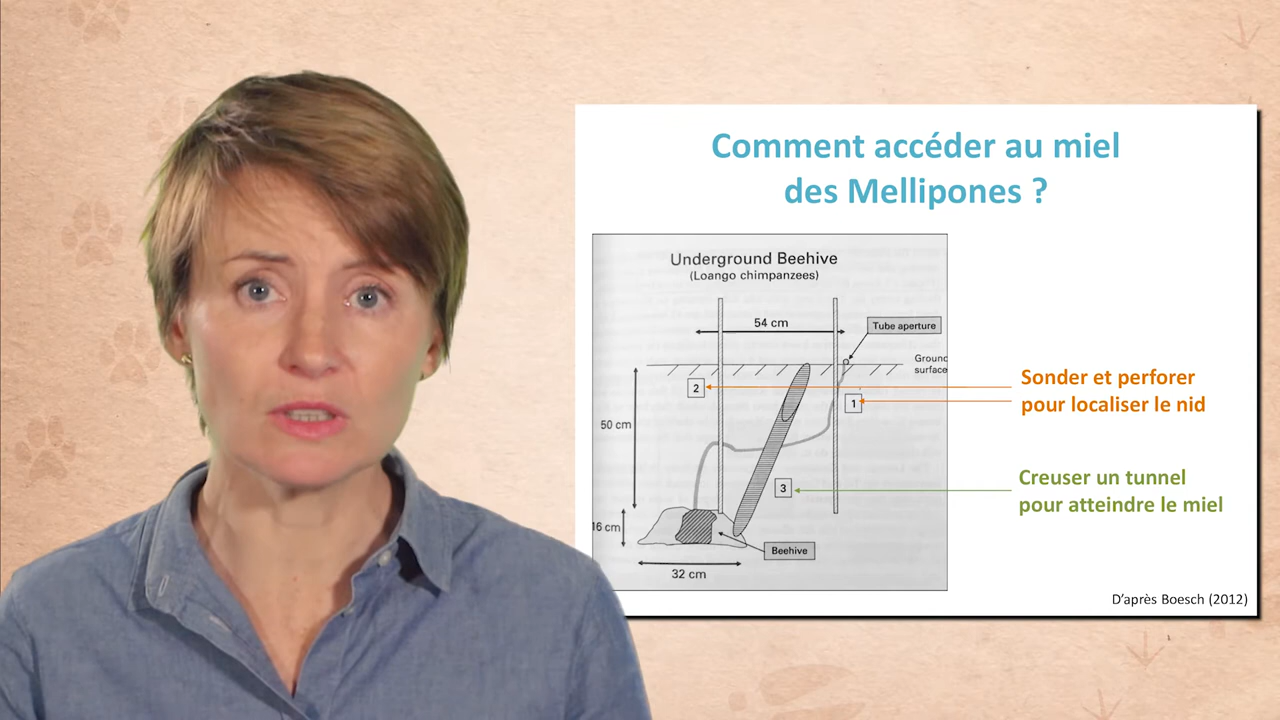 Comment accéder au miel
des Mellipones ?
Underground Beehive
(Loango chimpanzees)
54 cm
Tube aperture
Ground
surface
2
1
50 cm
3
16 cm
Beehive
32 cm
Sonder et perforer
pour localiser le nid
Creuser un tunnel
pour atteindre le miel
D'après Boesch (2012)